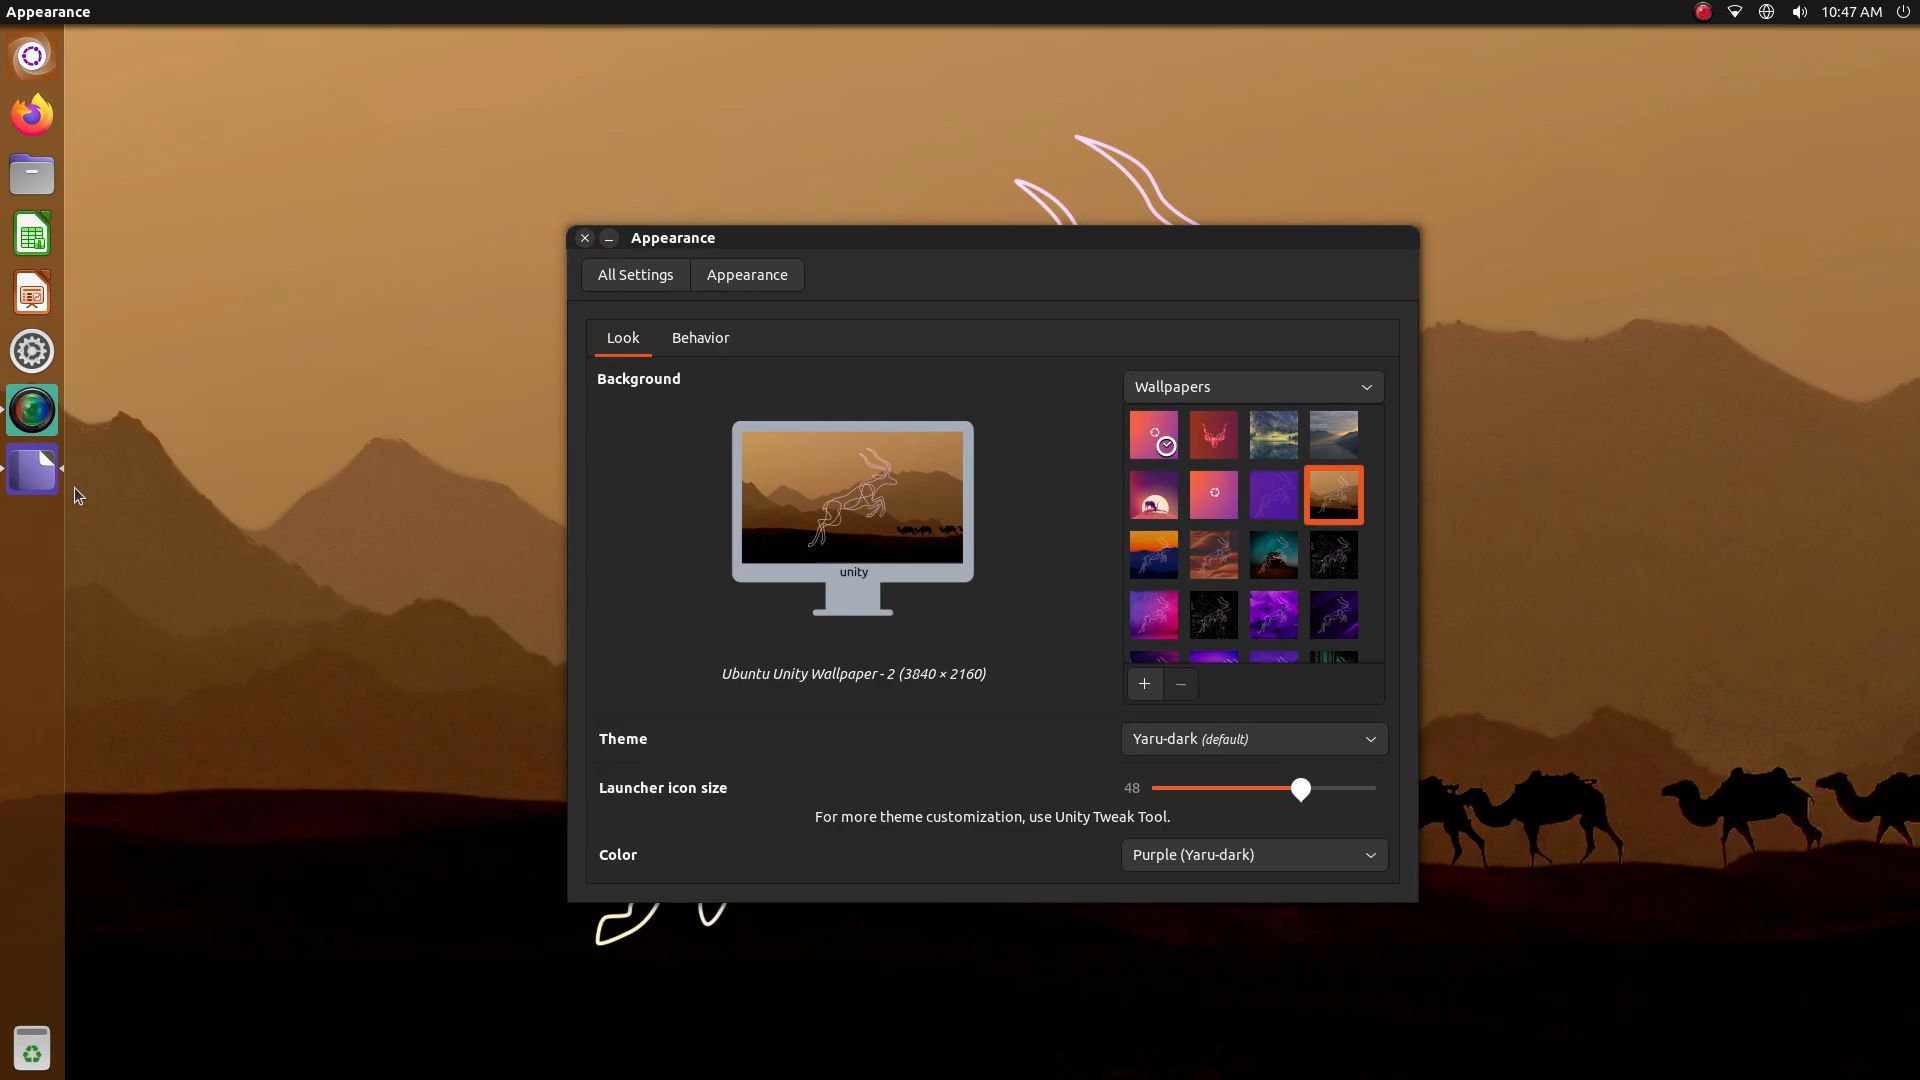 Appearance
10:47 AM
Appearance
All Settings
Appearance
Look
Behavior
Background
Wallpapers
unity
Ubuntu Unity Wallpaper - 2 (3840 × 2160)
Theme
Yaru-dark (default)
Launcher icon size
48
For more theme customization, use Unity Tweak Tool.
Color
Purple (Yaru-dark)